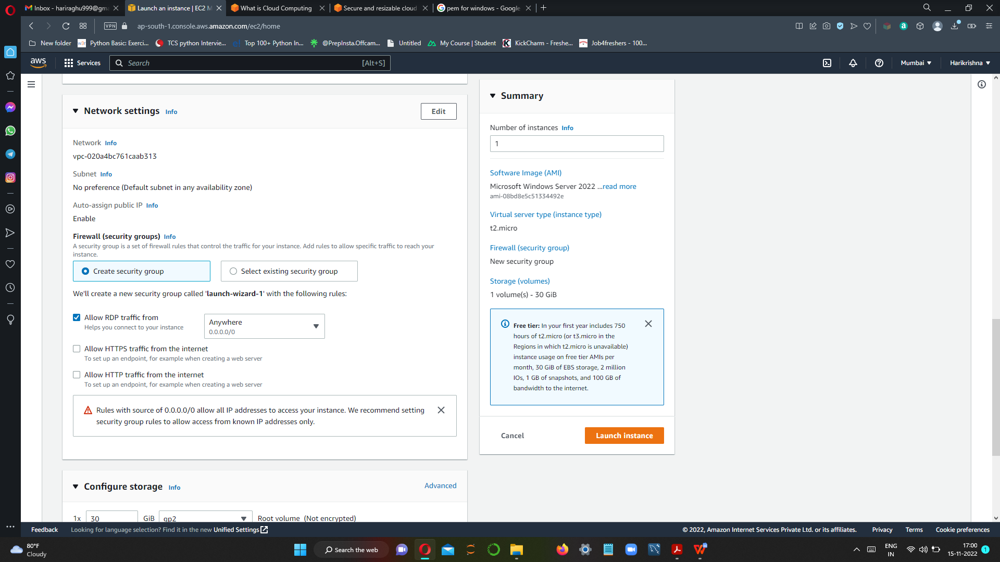 Inbox - hariraghu999@gm
Launch an instance | EC2 M
What is Cloud Computing
Secure and resizable cloud
pem for windows - Google
VPN
ap-south-1.console.aws.amazon.com/ec2/home
New folder
Python Basic: Exerci...
TCS python Intervie...
Top 100+ Python In...
@PrepInsta.Offcam...
Untitled
My Course | Student
KickCharm - Freshe...
Job4freshers - 100...
aws
Services
Search
[Alt+S]
Mumbai
Harikrishna
Network settings Info
Edit
Network Info
vpc-020a4bc761caab313
Subnet Info
No preference (Default subnet in any availability zone)
Auto-assign public IP Info
Enable
Firewall (security groups) Info
A security group is a set of firewall rules that control the traffic for your instance. Add rules to allow specific traffic to reach your
instance.
Create security group
Select existing security group
We'll create a new security group called 'launch-wizard-1' with the following rules:
Allow RDP traffic from
Helps you connect to your instance
Anywhere
0.0.0.0/0
Allow HTTPS traffic from the internet
To set up an endpoint, for example when creating a web server
Allow HTTP traffic from the internet
To set up an endpoint, for example when creating a web server
Rules with source of 0.0.0.0/0 allow all IP addresses to access your instance. We recommend setting
security group rules to allow access from known IP addresses only.
Configure storage Info
Advanced
1x 30 GiB gp2 Root volume (Not encrypted)
Summary
Number of instances Info
1
Software Image (AMI)
Microsoft Windows Server 2022 ...read more
ami-08bd8e5c51334492e
Virtual server type (instance type)
t2.micro
Firewall (security group)
New security group
Storage (volumes)
1 volume(s) - 30 GiB
Free tier: In your first year includes 750
hours of t2.micro (or t3.micro in the
Regions in which t2.micro is unavailable)
instance usage on free tier AMIs per
month, 30 GiB of EBS storage, 2 million
IOs, 1 GB of snapshots, and 100 GB of
bandwidth to the internet.
Cancel
Launch instance
Feedback
Looking for language selection? Find it in the new Unified Settings
© 2022, Amazon Internet Services Private Ltd. or its affiliates.
Privacy
Terms
Cookie preferences
80°F
Cloudy
Search the web
ENG
IN
17:00
15-11-2022
1